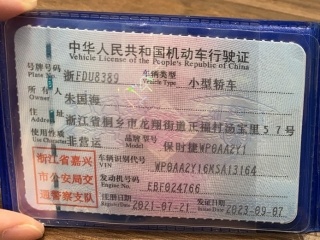 中华人民共和国机动车行驶证
Vehicle License of the People's Republic of China
号牌号码 浙FDU8389 车辆类型 小型轿车
Plate No. Vehicle Type
所有人 朱国海
Owner
住址 浙江省桐乡市龙翔街道正福村汤宝里57号
Address
使用性质 非营运 品牌型号 保时捷WP0AA2Y1
浙江省嘉兴市公安局交通警察支队
车辆识别代号 WP0AA2Y16MSA13164
VIN
发动机号码 EBF024766
Engine No.
注册日期 2021-07-21 发证日期 2023-09-07
Register Date Issue Date